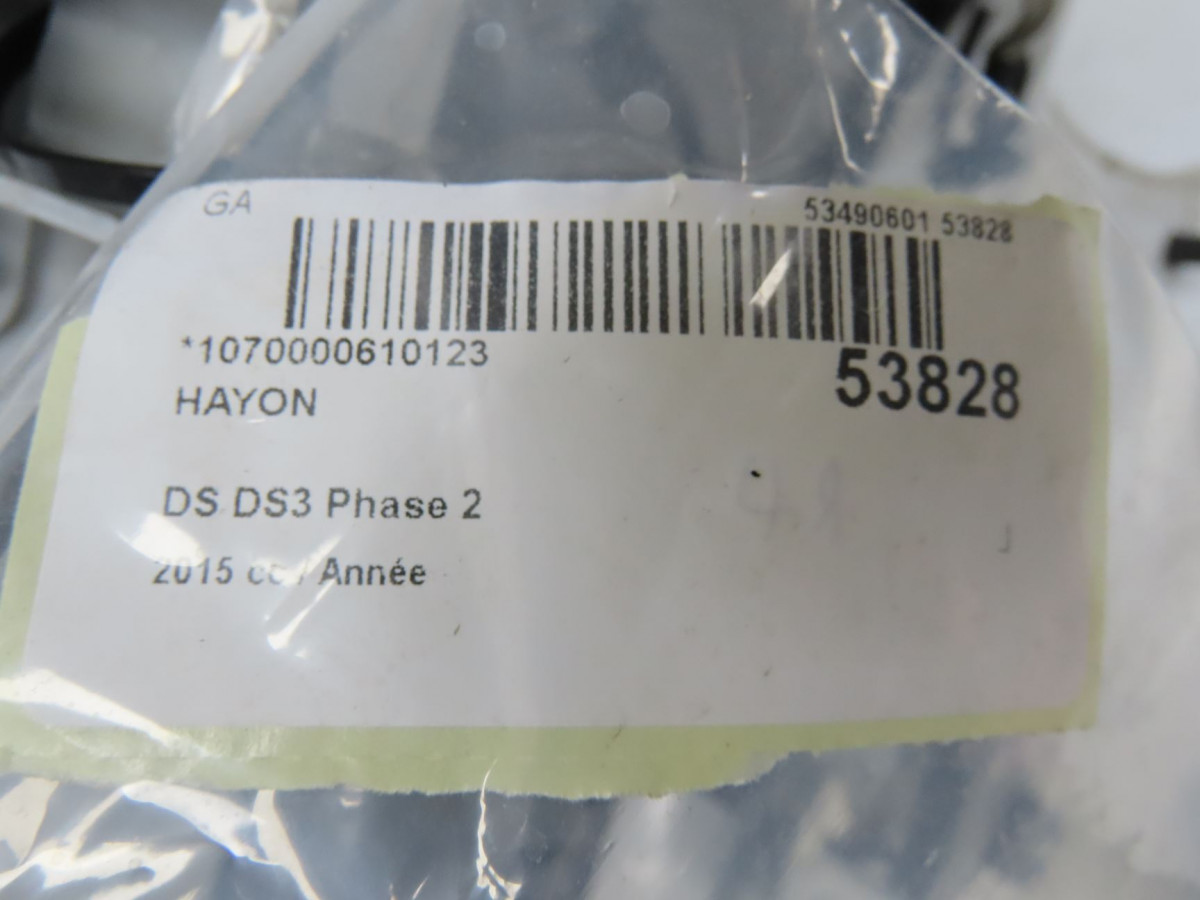 GA
53490601 53828
*1070000610123
53828
HAYON
DS DS3 Phase 2
2015 cc / Année